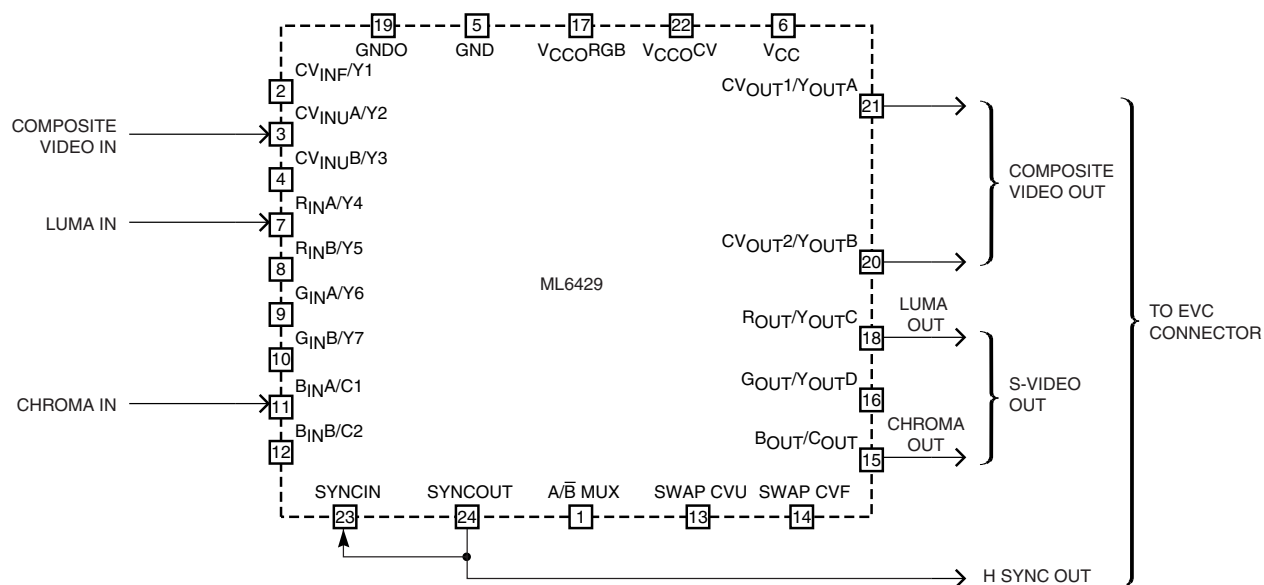 19 5 17 22 6
GNDO GND VCCORGB VCCOCV VCC
CVINF/Y1
2
CVOUT1/YOUTA
21
CVINUA/Y2
COMPOSITE
VIDEO IN
3
CVINUB/Y3
4
COMPOSITE
VIDEO OUT
RINA/Y4
LUMA IN
7
RINB/Y5
8
CVOUT2/YOUTB
20
ML6429
GINA/Y6
9
LUMA
OUT
ROUT/YOUTC
18
TO EVC
CONNECTOR
GINB/Y7
10
GOUT/YOUTD
16
S-VIDEO
OUT
BINA/C1
CHROMA IN
11
BINB/C2
12
BOUT/COUT
15
CHROMA
OUT
SYNCIN SYNCOUT A/B̅ MUX SWAP CVU SWAP CVF
23 24 1 13 14
H SYNC OUT